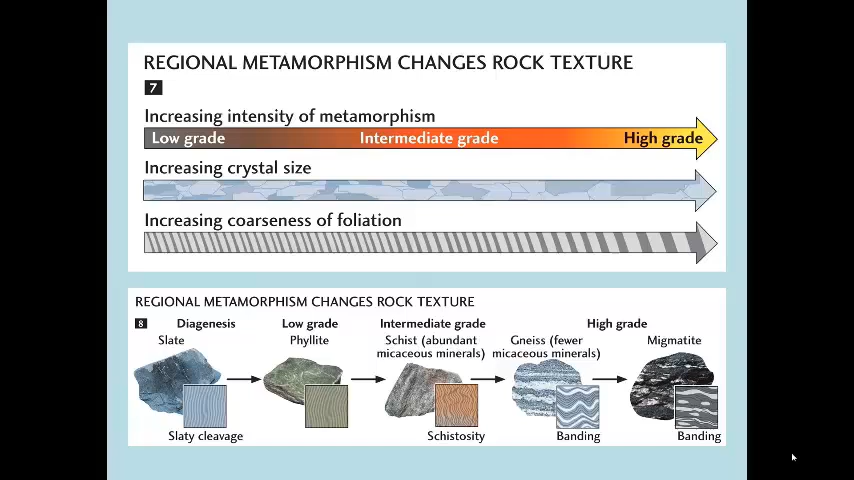 REGIONAL METAMORPHISM CHANGES ROCK TEXTURE
7
Increasing intensity of metamorphism
Low grade Intermediate grade High grade
Increasing crystal size
Increasing coarseness of foliation
REGIONAL METAMORPHISM CHANGES ROCK TEXTURE
8 Diagenesis Low grade Intermediate grade High grade
Slate Phyllite Schist (abundant Gneiss (fewer Migmatite
micaceous minerals) micaceous minerals)
Slaty cleavage Schistosity Banding Banding